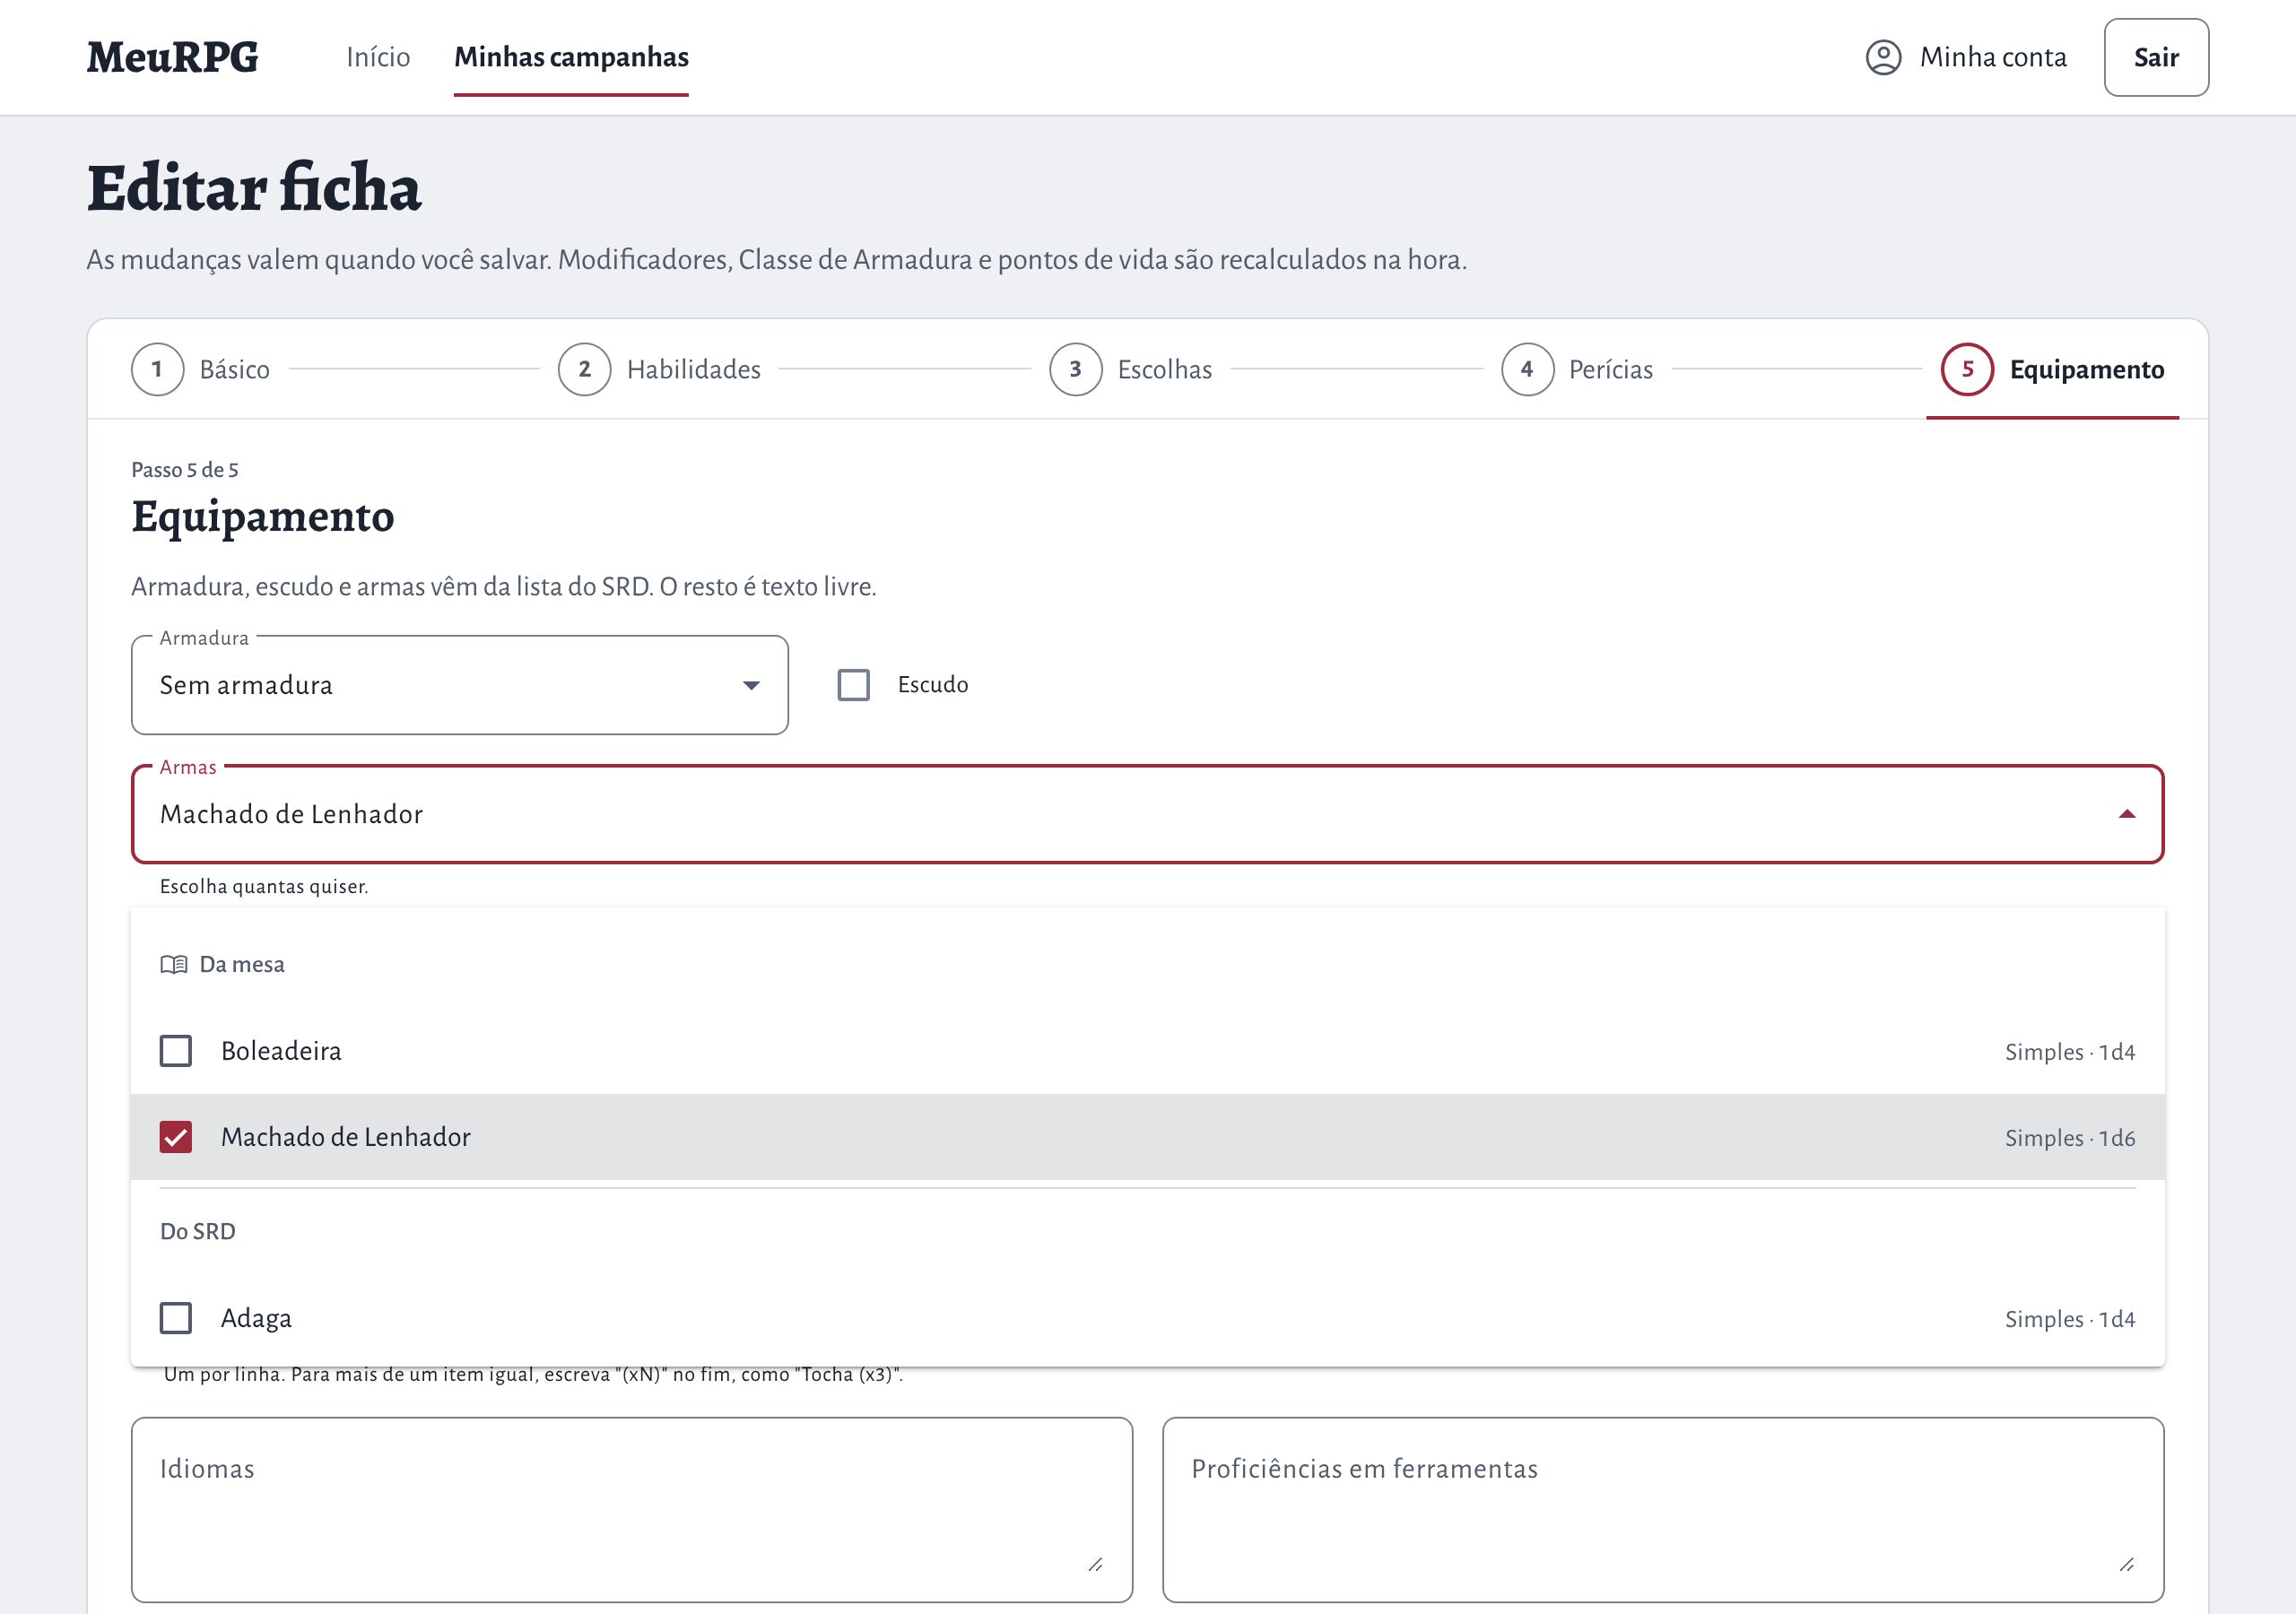 MeuRPG
Início
Minhas campanhas
Minha conta
Sair
Editar ficha
As mudanças valem quando você salvar. Modificadores, Classe de Armadura e pontos de vida são recalculados na hora.
1 Básico
2 Habilidades
3 Escolhas
4 Perícias
5 Equipamento
Passo 5 de 5
Equipamento
Armadura, escudo e armas vêm da lista do SRD. O resto é texto livre.
Armadura
Sem armadura
Escudo
Armas
Machado de Lenhador
Escolha quantas quiser.
Da mesa
Boleadeira
Simples · 1d4
Machado de Lenhador
Simples · 1d6
Do SRD
Adaga
Simples · 1d4
Um por linha. Para mais de um item igual, escreva "(xN)" no fim, como "Tocha (x3)".
Idiomas
Proficiências em ferramentas